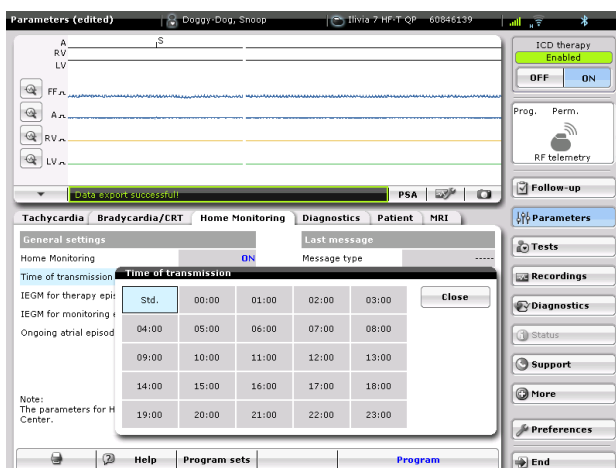 Parameters (edited) Doggy-Dog, Snoop Ilivia 7 HF-T QP 60846139
A S
RV
LV
FF
A
RV
LV
Data export successful! PSA
ICD therapy
Enabled
OFF ON
Prog. Perm.
RF telemetry
Follow-up
Parameters
Tests
Recordings
Diagnostics
Status
Support
More
Preferences
End
Tachycardia Bradycardia/CRT Home Monitoring Diagnostics Patient MRI
General settings Last message
Home Monitoring ON Message type -----
Time of transmission
IEGM for therapy epis
IEGM for monitoring
Ongoing atrial episod
Note:
The parameters for H
Center.
Time of transmission
Std. 00:00 01:00 02:00 03:00 Close
04:00 05:00 06:00 07:00 08:00
09:00 10:00 11:00 12:00 13:00
14:00 15:00 16:00 17:00 18:00
19:00 20:00 21:00 22:00 23:00
Help Program sets Program